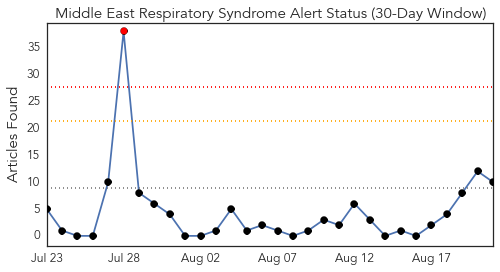 Middle East Respiratory Syndrome Alert Status (30-Day Window)
Articles Found
35
30
25
20
15
10
5
0
Jul 23 Jul 28 Aug 02 Aug 07 Aug 12 Aug 17